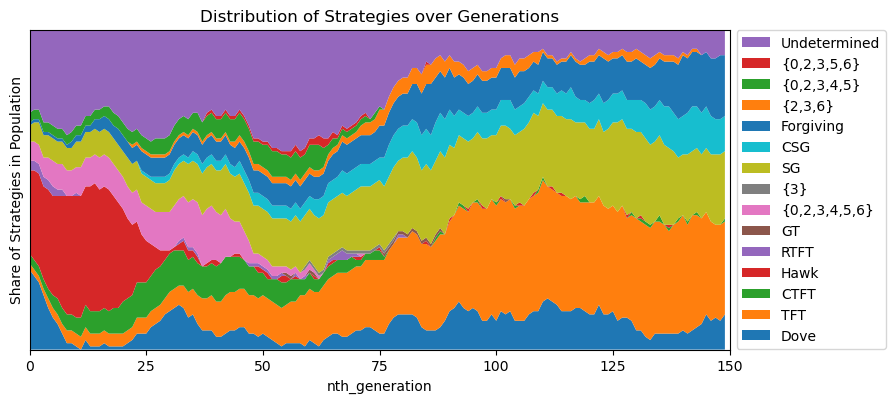 Distribution of Strategies over Generations
Share of Strategies in Population
0
25
50
75
100
125
150
nth_generation
Undetermined
{0,2,3,5,6}
{0,2,3,4,5}
{2,3,6}
Forgiving
CSG
SG
{3}
{0,2,3,4,5,6}
GT
RTFT
Hawk
CTFT
TFT
Dove